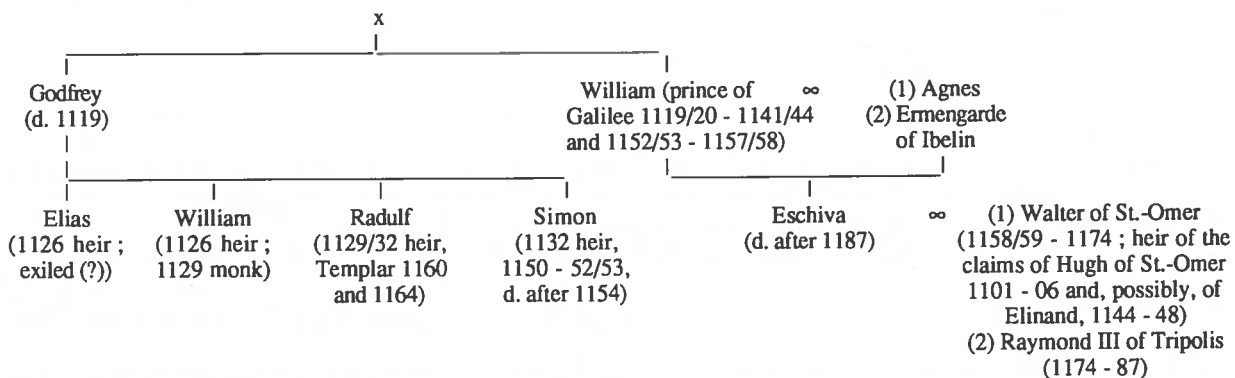 x
Godfrey
(d. 1119)
William (prince of ∞
Galilee 1119/20 - 1141/44
and 1152/53 - 1157/58)
(1) Agnes
(2) Ermengarde
of Ibelin
Elias
(1126 heir ;
exiled (?))
William
(1126 heir ;
1129 monk)
Radulf
(1129/32 heir,
Templar 1160
and 1164)
Simon
(1132 heir,
1150 - 52/53,
d. after 1154)
Eschiva
(d. after 1187)
∞
(1) Walter of St.-Omer
(1158/59 - 1174 ; heir of the
claims of Hugh of St.-Omer
1101 - 06 and, possibly, of
Elinand, 1144 - 48)
(2) Raymond III of Tripolis
(1174 - 87)